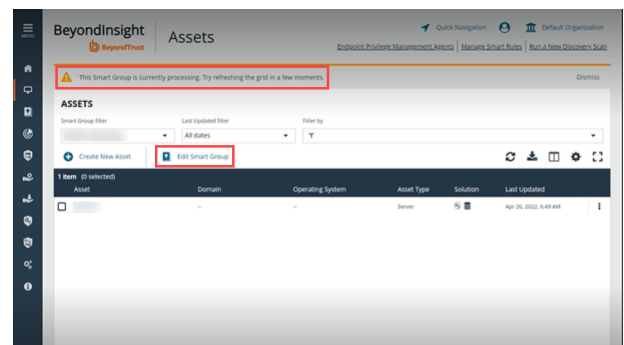 MENU
BeyondInsight
BeyondTrust
Assets
Quick Navigation
Default Organization
Endpoint Privilege Management Agents
Manage Smart Rules
Run a New Discovery Scan
This Smart Group is currently processing. Try refreshing the grid in a few moments.
Dismiss
ASSETS
Smart Group filter
Last Updated filter
Filter by
All dates
Create New Asset
Edit Smart Group
1 item (0 selected)
Asset Domain Operating System Asset Type Solution Last Updated
-- -- Server Apr 26, 2022, 6:49 AM